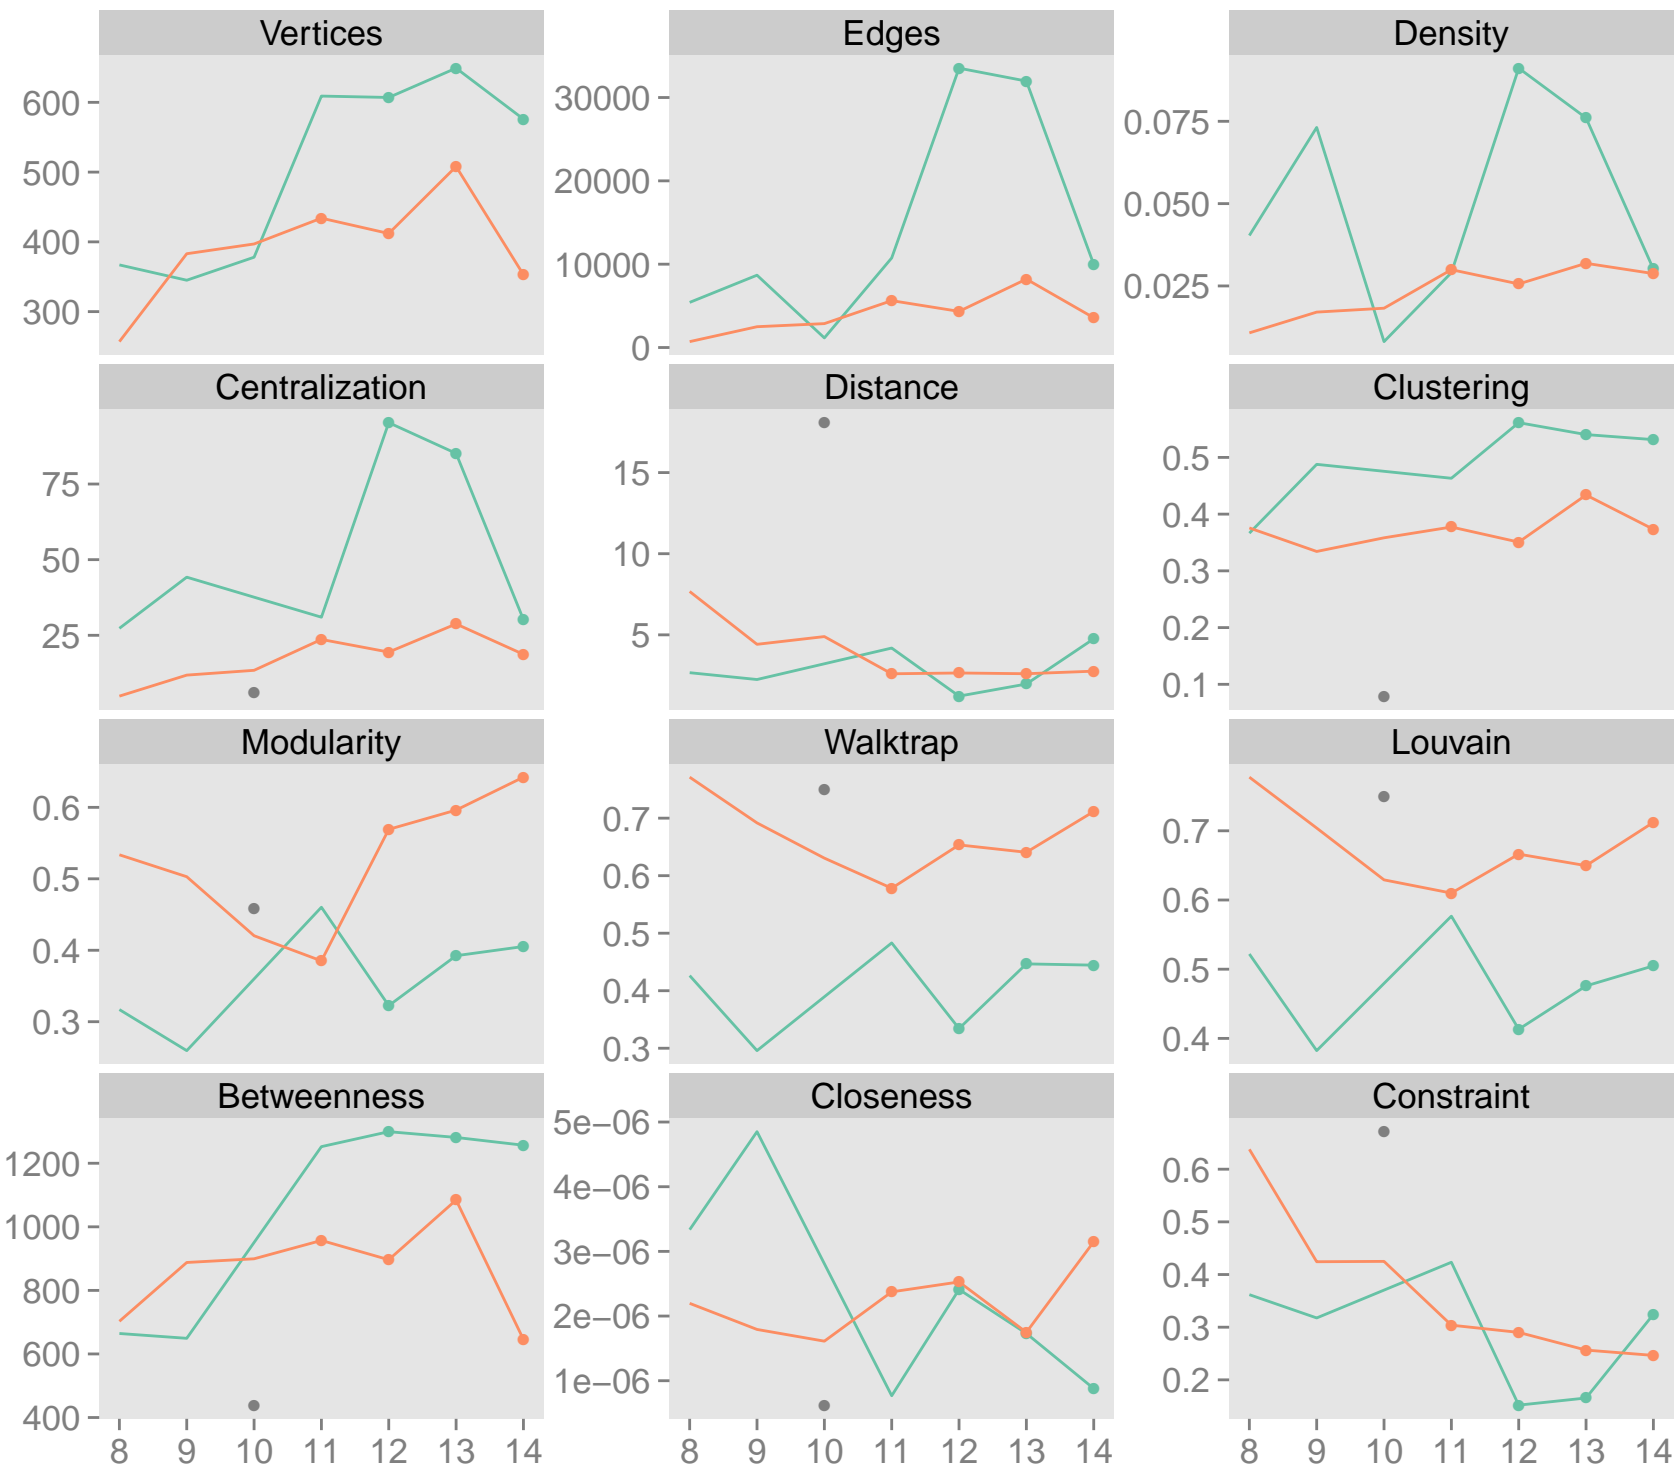 Vertices
Edges
Density
600
500
400
300
30000
20000
10000
0
0.075
0.050
0.025
Centralization
Distance
Clustering
75
50
25
15
10
5
0.5
0.4
0.3
0.2
0.1
Modularity
Walktrap
Louvain
0.6
0.5
0.4
0.3
0.7
0.6
0.5
0.4
0.3
0.7
0.6
0.5
0.4
Betweenness
Closeness
Constraint
1200
1000
800
600
400
5e−06
4e−06
3e−06
2e−06
1e−06
0.6
0.5
0.4
0.3
0.2
8 9 10 11 12 13 14
8 9 10 11 12 13 14
8 9 10 11 12 13 14